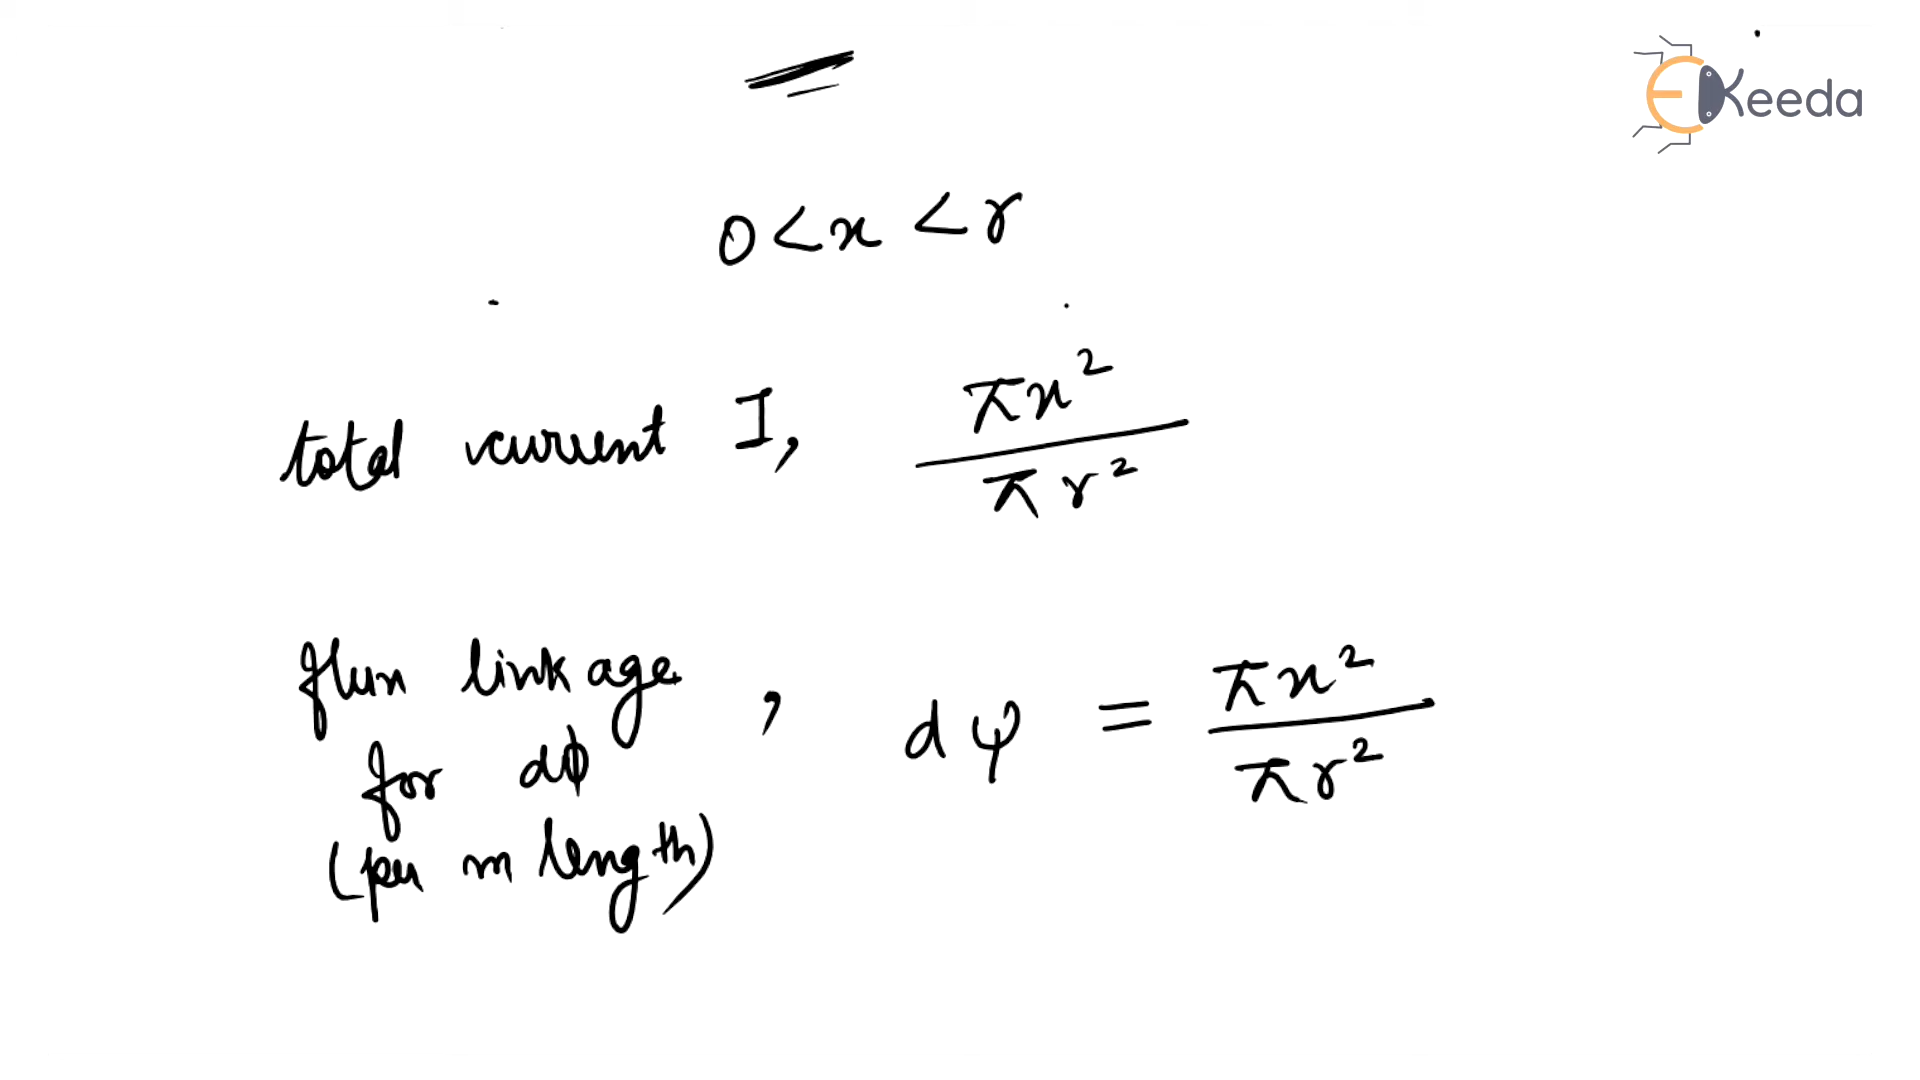 EKeeda
0 < x < r
total current I, πx² / πr²
flux linkage for dϕ (per m length), dψ = πx² / πr²